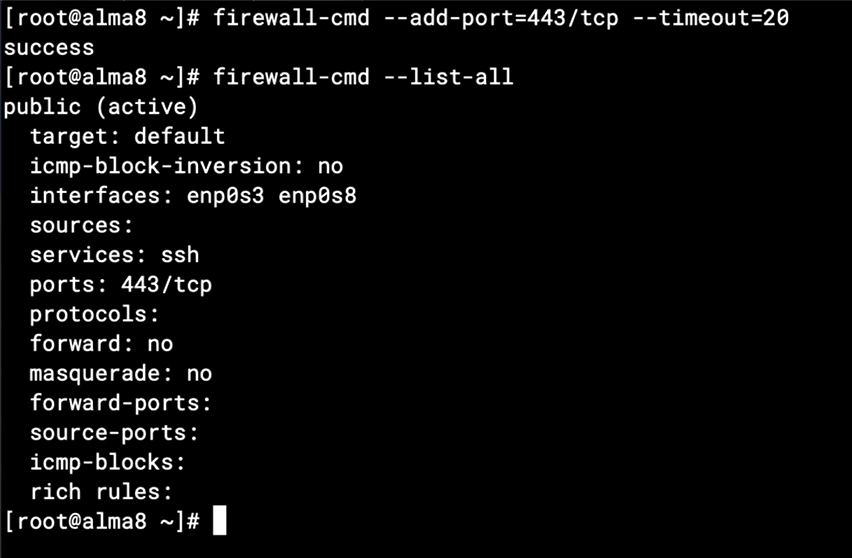 [root@alma8 ~]# firewall-cmd --add-port=443/tcp --timeout=20
success
[root@alma8 ~]# firewall-cmd --list-all
public (active)
  target: default
  icmp-block-inversion: no
  interfaces: enp0s3 enp0s8
  sources:
  services: ssh
  ports: 443/tcp
  protocols:
  forward: no
  masquerade: no
  forward-ports:
  source-ports:
  icmp-blocks:
  rich rules:
[root@alma8 ~]#